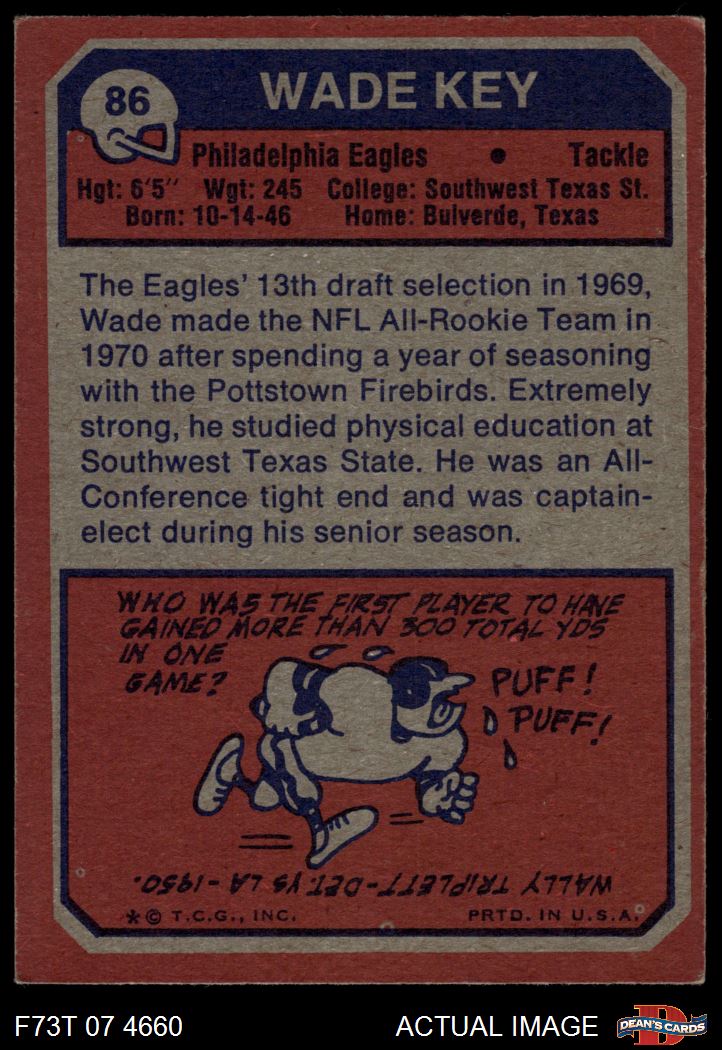 86
WADE KEY
Philadelphia Eagles • Tackle
Hgt: 6'5" Wgt: 245 College: Southwest Texas St.
Born: 10-14-46 Home: Bulverde, Texas
The Eagles' 13th draft selection in 1969,
Wade made the NFL All-Rookie Team in
1970 after spending a year of seasoning
with the Pottstown Firebirds. Extremely
strong, he studied physical education at
Southwest Texas State. He was an All-
Conference tight end and was captain-
elect during his senior season.
WHO WAS THE FIRST PLAYER TO HAVE
GAINED MORE THAN 300 TOTAL YDS
IN ONE
GAME?
PUFF!
PUFF!
WALLY TRIPLETT-DET. VS LA - 1950.
* © T.C.G., INC. PRTD. IN U.S.A.
F73T 07 4660 ACTUAL IMAGE
D
DEAN'S CARDS